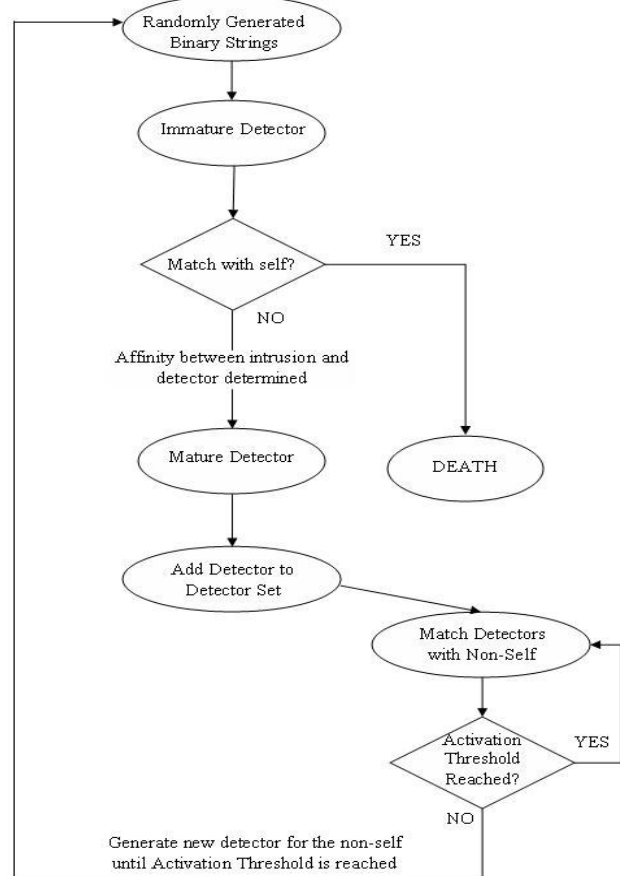 Randomly Generated
Binary Strings
Immature Detector
Match with self?
YES
NO
Affinity between intrusion and
detector determined
Mature Detector
DEATH
Add Detector to
Detector Set
Match Detectors
with Non-Self
Activation
Threshold
Reached?
YES
NO
Generate new detector for the non-self
until Activation Threshold is reached